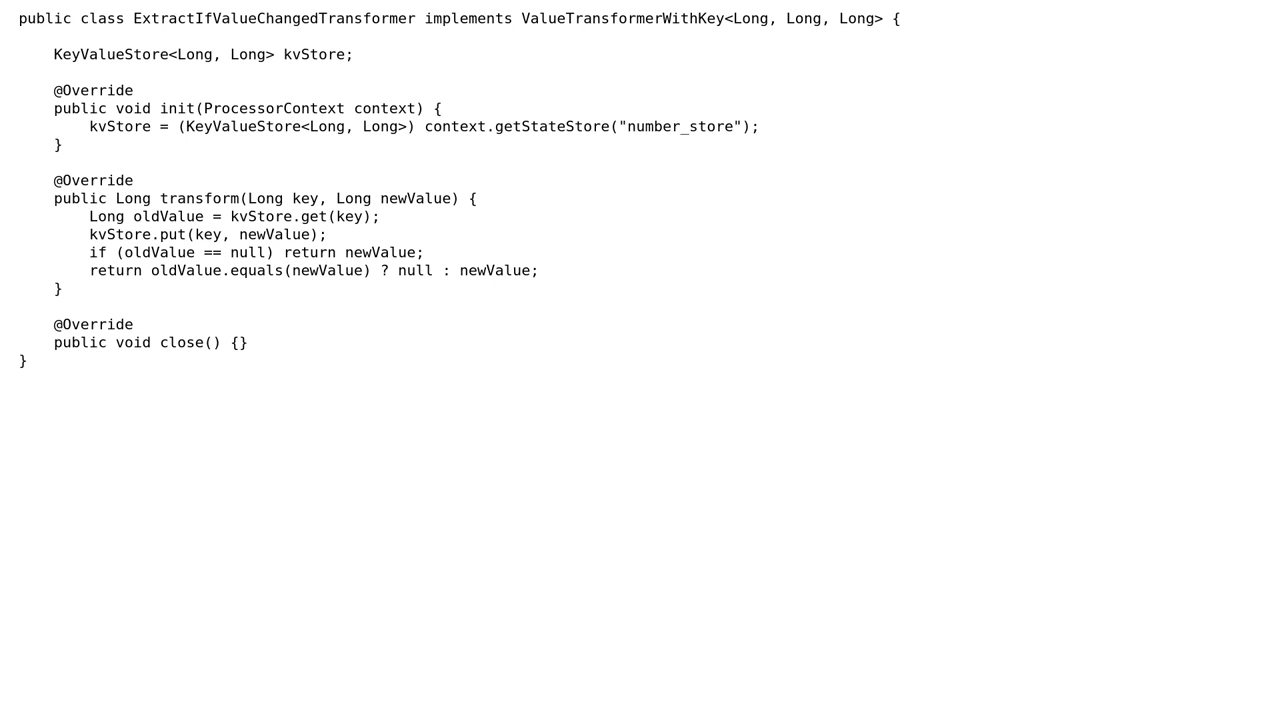 public class ExtractIfValueChangedTransformer implements ValueTransformerWithKey<Long, Long, Long> {

    KeyValueStore<Long, Long> kvStore;

    @Override
    public void init(ProcessorContext context) {
        kvStore = (KeyValueStore<Long, Long>) context.getStateStore("number_store");
    }

    @Override
    public Long transform(Long key, Long newValue) {
        Long oldValue = kvStore.get(key);
        kvStore.put(key, newValue);
        if (oldValue == null) return newValue;
        return oldValue.equals(newValue) ? null : newValue;
    }

    @Override
    public void close() {}
}